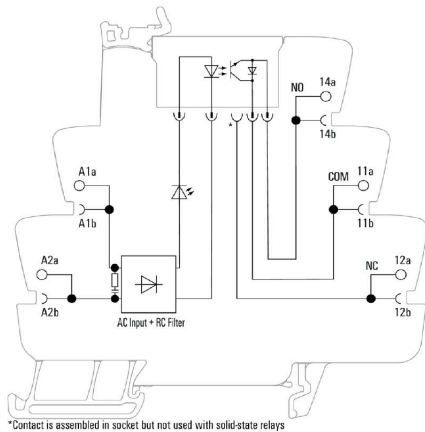 NO
14a
14b
*
A1a
COM
11a
A1b
11b
A2a
NC
12a
A2b
12b
AC Input + RC Filter
*Contact is assembled in socket but not used with solid-state relays